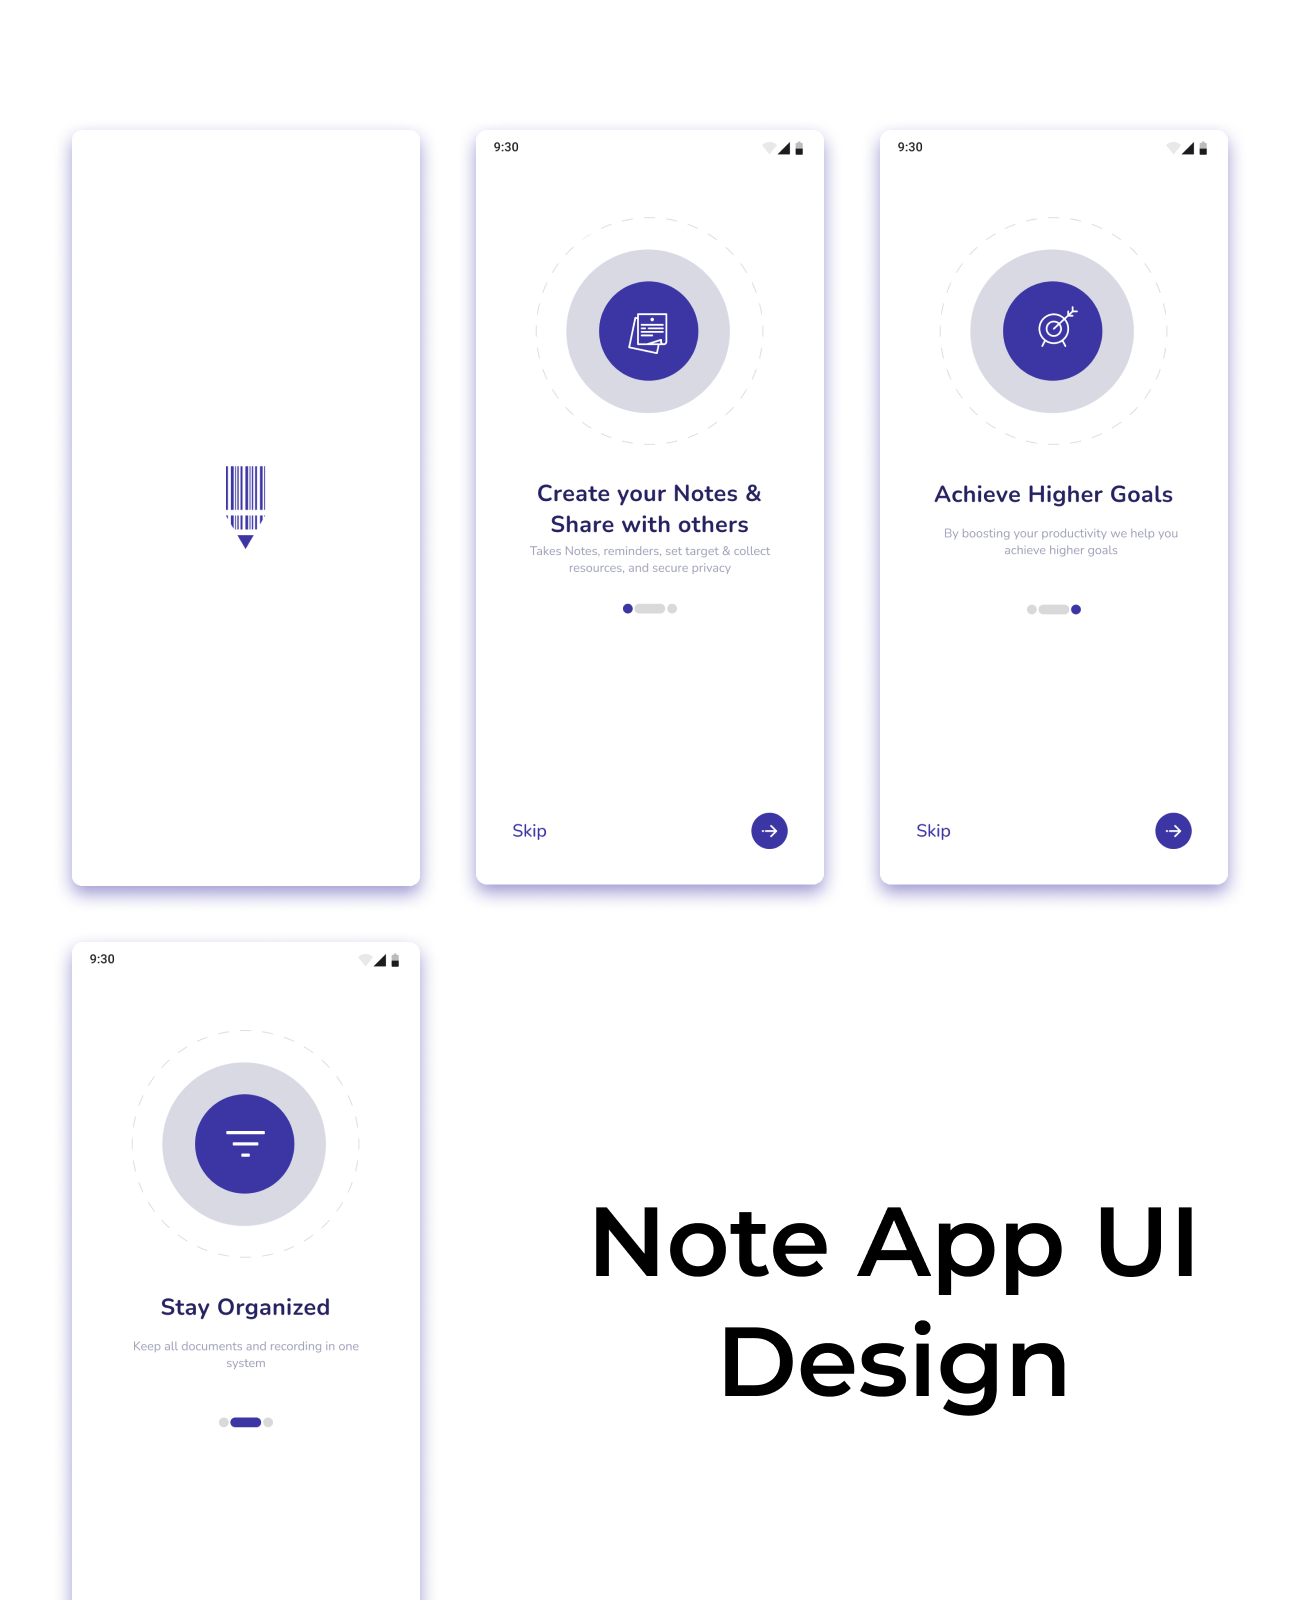 9:30
Create your Notes &
Share with others
Takes Notes, reminders, set target & collect
resources, and secure privacy
Skip
9:30
Achieve Higher Goals
By boosting your productivity we help you
achieve higher goals
Skip
9:30
Stay Organized
Keep all documents and recording in one
system
Note App UI
Design